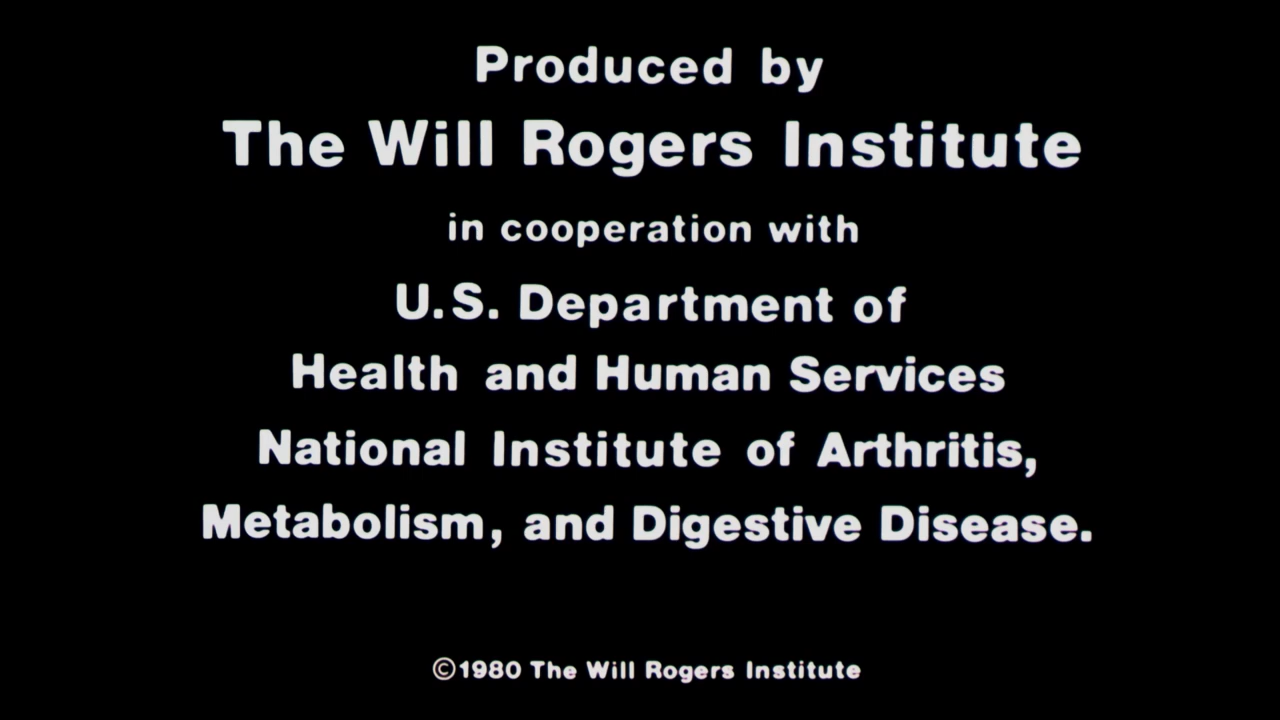 Produced by
The Will Rogers Institute
in cooperation with
U.S. Department of
Health and Human Services
National Institute of Arthritis,
Metabolism, and Digestive Disease.
©1980 The Will Rogers Institute